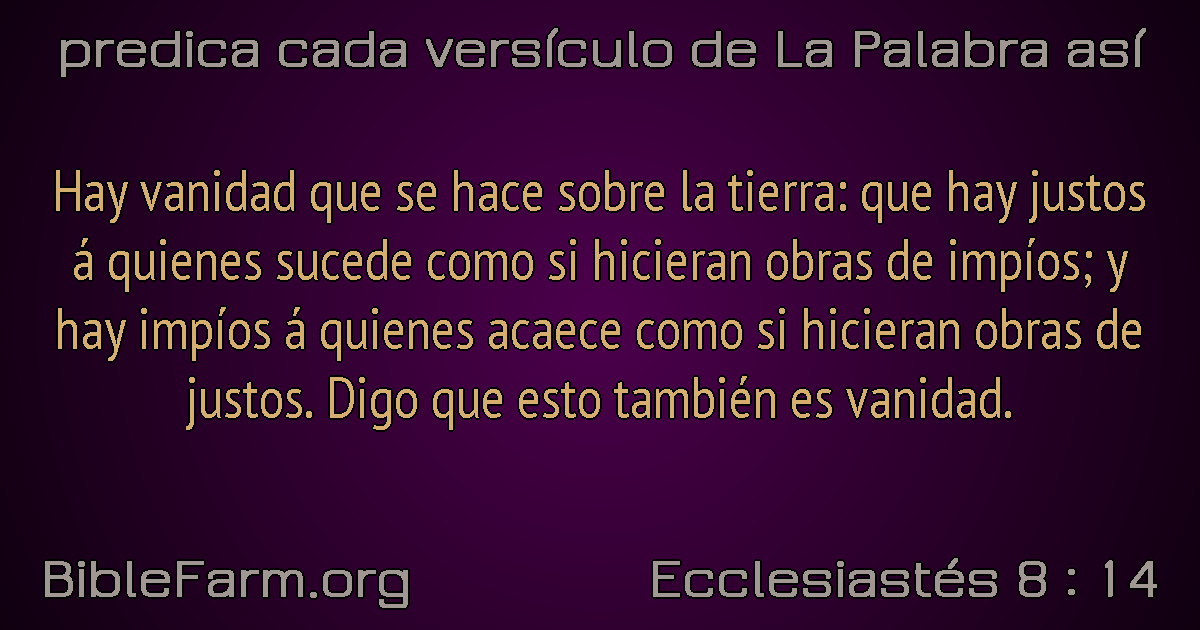 predica cada versículo de La Palabra así
Hay vanidad que se hace sobre la tierra: que hay justos
á quienes sucede como si hicieran obras de impíos; y
hay impíos á quienes acaece como si hicieran obras de
justos. Digo que esto también es vanidad.
BibleFarm.org
Ecclesiastés 8 : 14